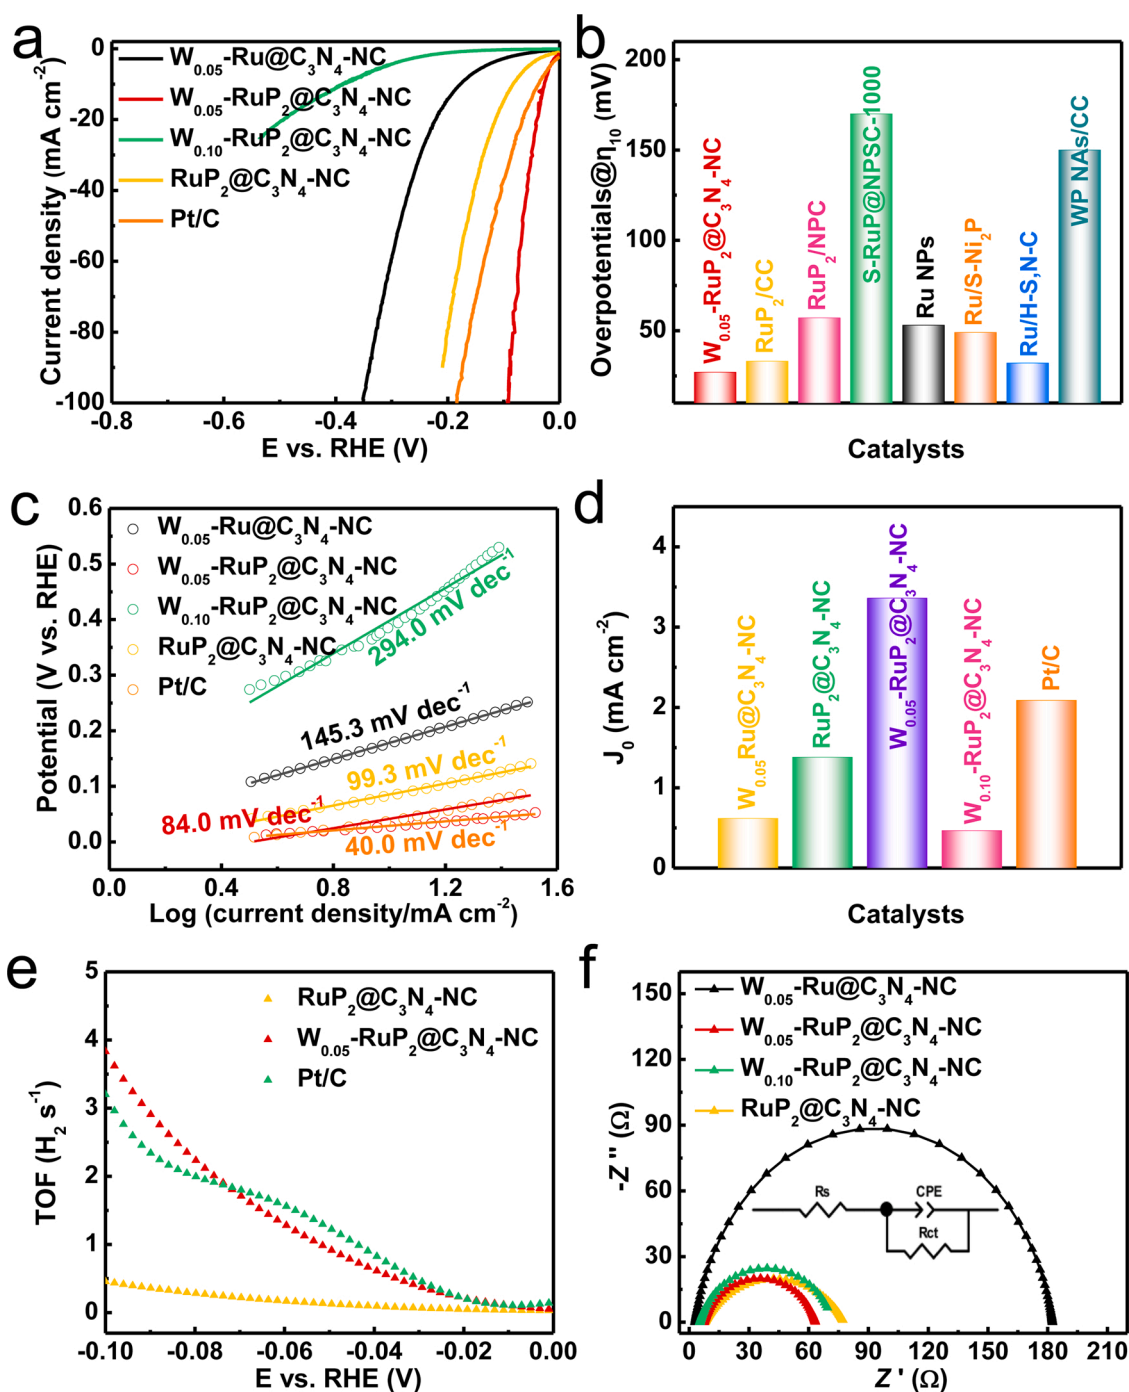 a
W₀.₀₅-Ru@C₃N₄-NC
W₀.₀₅-RuP₂@C₃N₄-NC
W₀.₁₀-RuP₂@C₃N₄-NC
RuP₂@C₃N₄-NC
Pt/C
Current density (mA cm⁻²)
0
-20
-40
-60
-80
-100
-0.8
-0.6
-0.4
-0.2
0.0
E vs. RHE (V)
b
Overpotentials@η₁₀ (mV)
200
150
100
50
W₀.₀₅-RuP₂@C₃N₄-NC
RuP₂/CC
RuP₂/NPC
S-RuP@NPSC-1000
Ru NPs
Ru/S-Ni₂P
Ru/H-S,N-C
WP NAs/CC
Catalysts
c
W₀.₀₅-Ru@C₃N₄-NC
W₀.₀₅-RuP₂@C₃N₄-NC
W₀.₁₀-RuP₂@C₃N₄-NC
RuP₂@C₃N₄-NC
Pt/C
Potential (V vs. RHE)
0.6
0.5
0.4
0.3
0.2
0.1
0.0
294.0 mV dec⁻¹
145.3 mV dec⁻¹
99.3 mV dec⁻¹
84.0 mV dec⁻¹
40.0 mV dec⁻¹
0.0
0.4
0.8
1.2
1.6
Log (current density/mA cm⁻²)
d
J₀ (mA cm⁻²)
4
3
2
1
0
W₀.₀₅-Ru@C₃N₄-NC
RuP₂@C₃N₄-NC
W₀.₀₅-RuP₂@C₃N₄-NC
W₀.₁₀-RuP₂@C₃N₄-NC
Pt/C
Catalysts
e
RuP₂@C₃N₄-NC
W₀.₀₅-RuP₂@C₃N₄-NC
Pt/C
TOF (H₂ s⁻¹)
5
4
3
2
1
0
-0.10
-0.08
-0.06
-0.04
-0.02
0.00
E vs. RHE (V)
f
W₀.₀₅-Ru@C₃N₄-NC
W₀.₀₅-RuP₂@C₃N₄-NC
W₀.₁₀-RuP₂@C₃N₄-NC
RuP₂@C₃N₄-NC
-Z'' (Ω)
150
120
90
60
30
0
Rs
CPE
Rct
0
30
60
90
120
150
180
210
Z' (Ω)